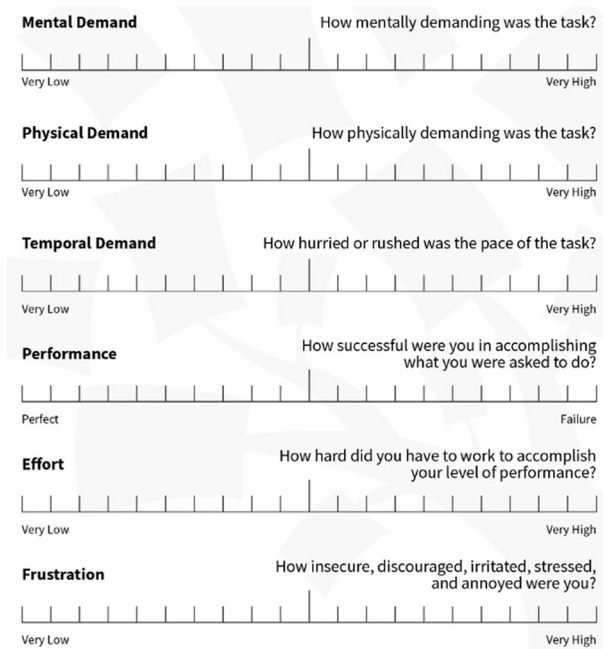 Mental Demand How mentally demanding was the task?
Very Low Very High
Physical Demand How physically demanding was the task?
Very Low Very High
Temporal Demand How hurried or rushed was the pace of the task?
Very Low Very High
Performance How successful were you in accomplishing
what you were asked to do?
Perfect Failure
Effort How hard did you have to work to accomplish
your level of performance?
Very Low Very High
Frustration How insecure, discouraged, irritated, stressed,
and annoyed were you?
Very Low Very High